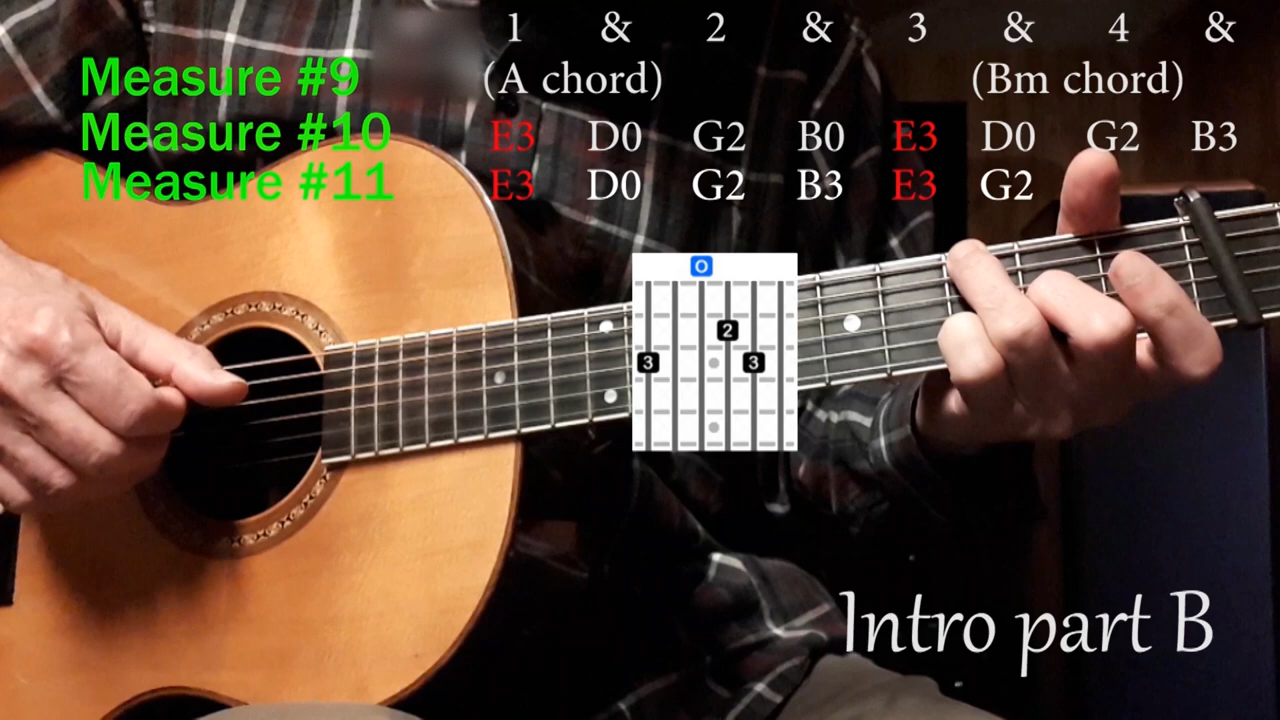 1 & 2 & 3 & 4 &
Measure #9 (A chord) (Bm chord)
Measure #10 E3 D0 G2 B0 E3 D0 G2 B3
Measure #11 E3 D0 G2 B3 E3 G2
O
2
3 3
Intro part B